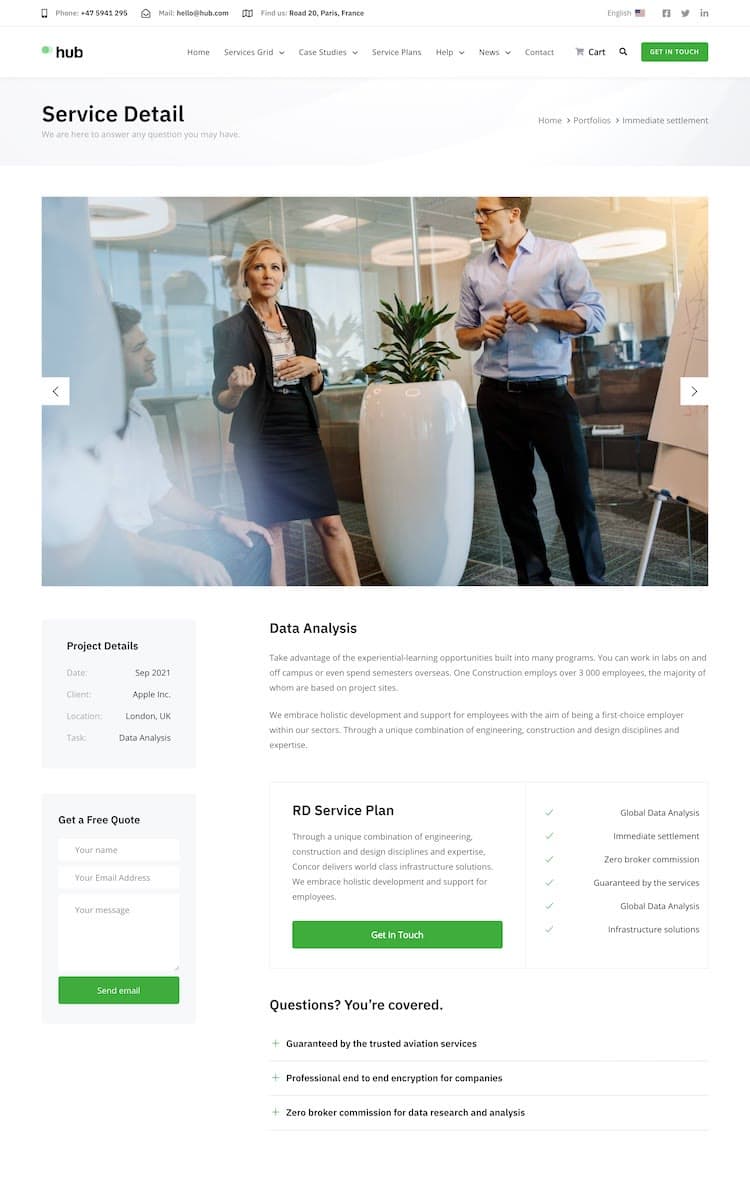 Phone: +47 5941 295 Mail: hello@hub.com Find us: Road 20, Paris, France English
hub Home Services Grid Case Studies Service Plans Help News Contact Cart GET IN TOUCH
Service Detail
We are here to answer any question you may have.
Home > Portfolios > Immediate settlement
Project Details
Date: Sep 2021
Client: Apple Inc.
Location: London, UK
Task: Data Analysis
Get a Free Quote
Your name
Your Email Address
Your message
Send email
Data Analysis
Take advantage of the experiential-learning opportunities built into many programs. You can work in labs on and
off campus or even spend semesters overseas. One Construction employs over 3 000 employees, the majority of
whom are based on project sites.
We embrace holistic development and support for employees with the aim of being a first-choice employer
within our sectors. Through a unique combination of engineering, construction and design disciplines and
expertise.
RD Service Plan
Through a unique combination of engineering,
construction and design disciplines and expertise,
Concor delivers world class infrastructure solutions.
We embrace holistic development and support for
employees.
Get In Touch
Global Data Analysis
Immediate settlement
Zero broker commission
Guaranteed by the services
Global Data Analysis
Infrastructure solutions
Questions? You're covered.
+ Guaranteed by the trusted aviation services
+ Professional end to end encryption for companies
+ Zero broker commission for data research and analysis